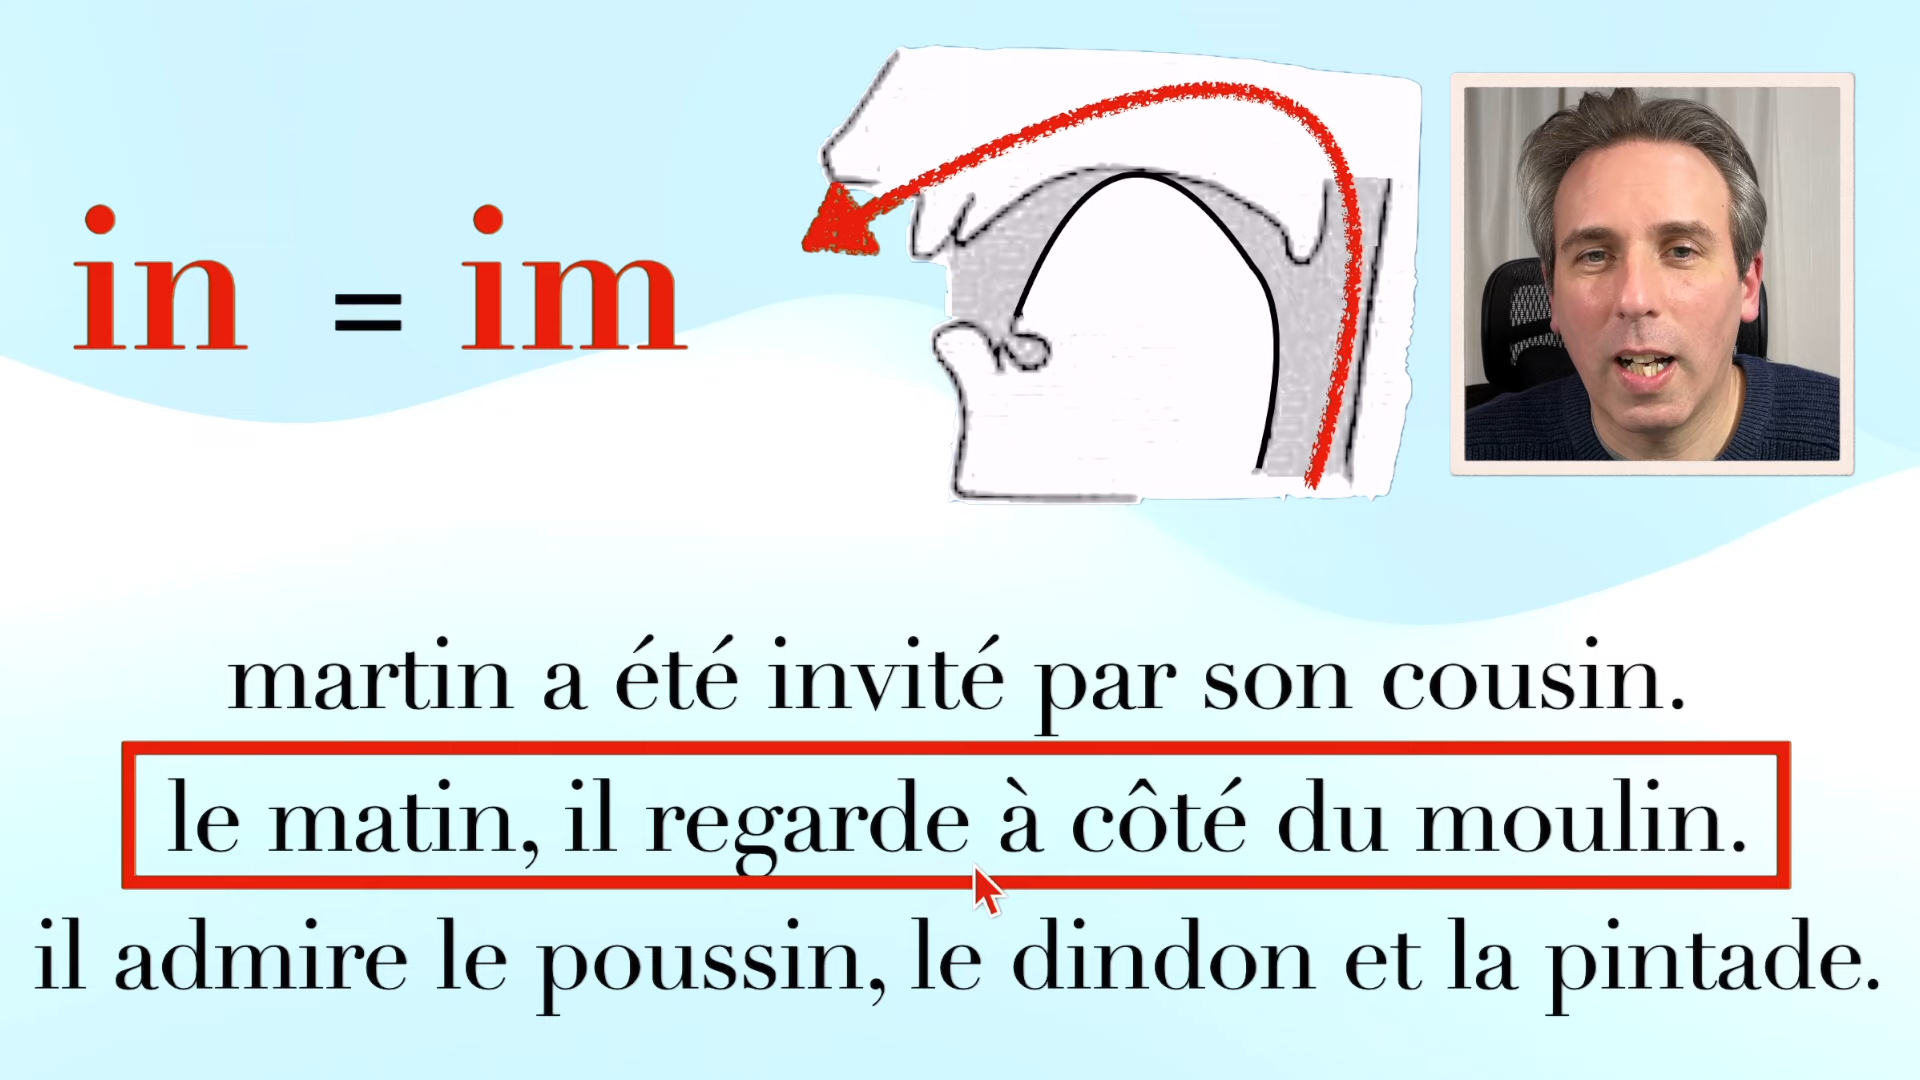 in = im
martin a été invité par son cousin.
le matin, il regarde à côté du moulin.
il admire le poussin, le dindon et la pintade.